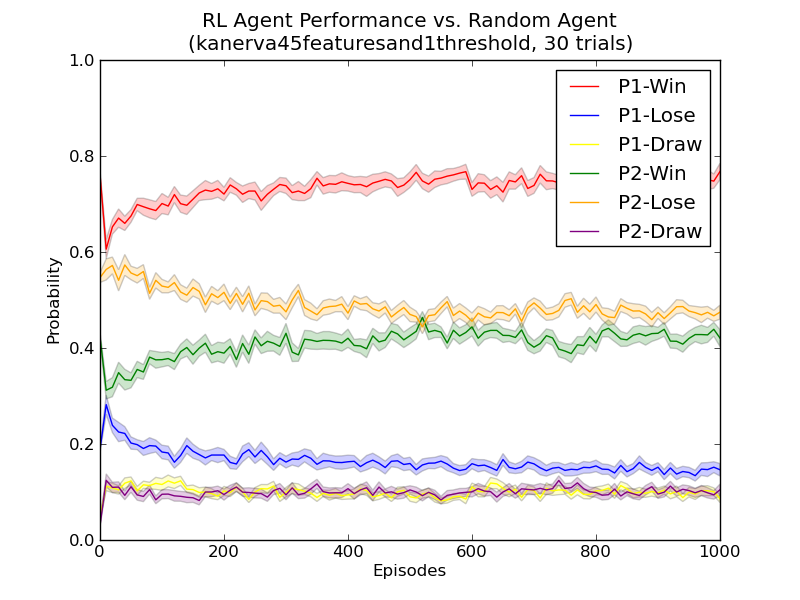 RL Agent Performance vs. Random Agent
(kanerva45featuresand1threshold, 30 trials)
1.0
0.8
0.6
0.4
0.2
0.0
Probability
P1-Win
P1-Lose
P1-Draw
P2-Win
P2-Lose
P2-Draw
0 200 400 600 800 1000
Episodes